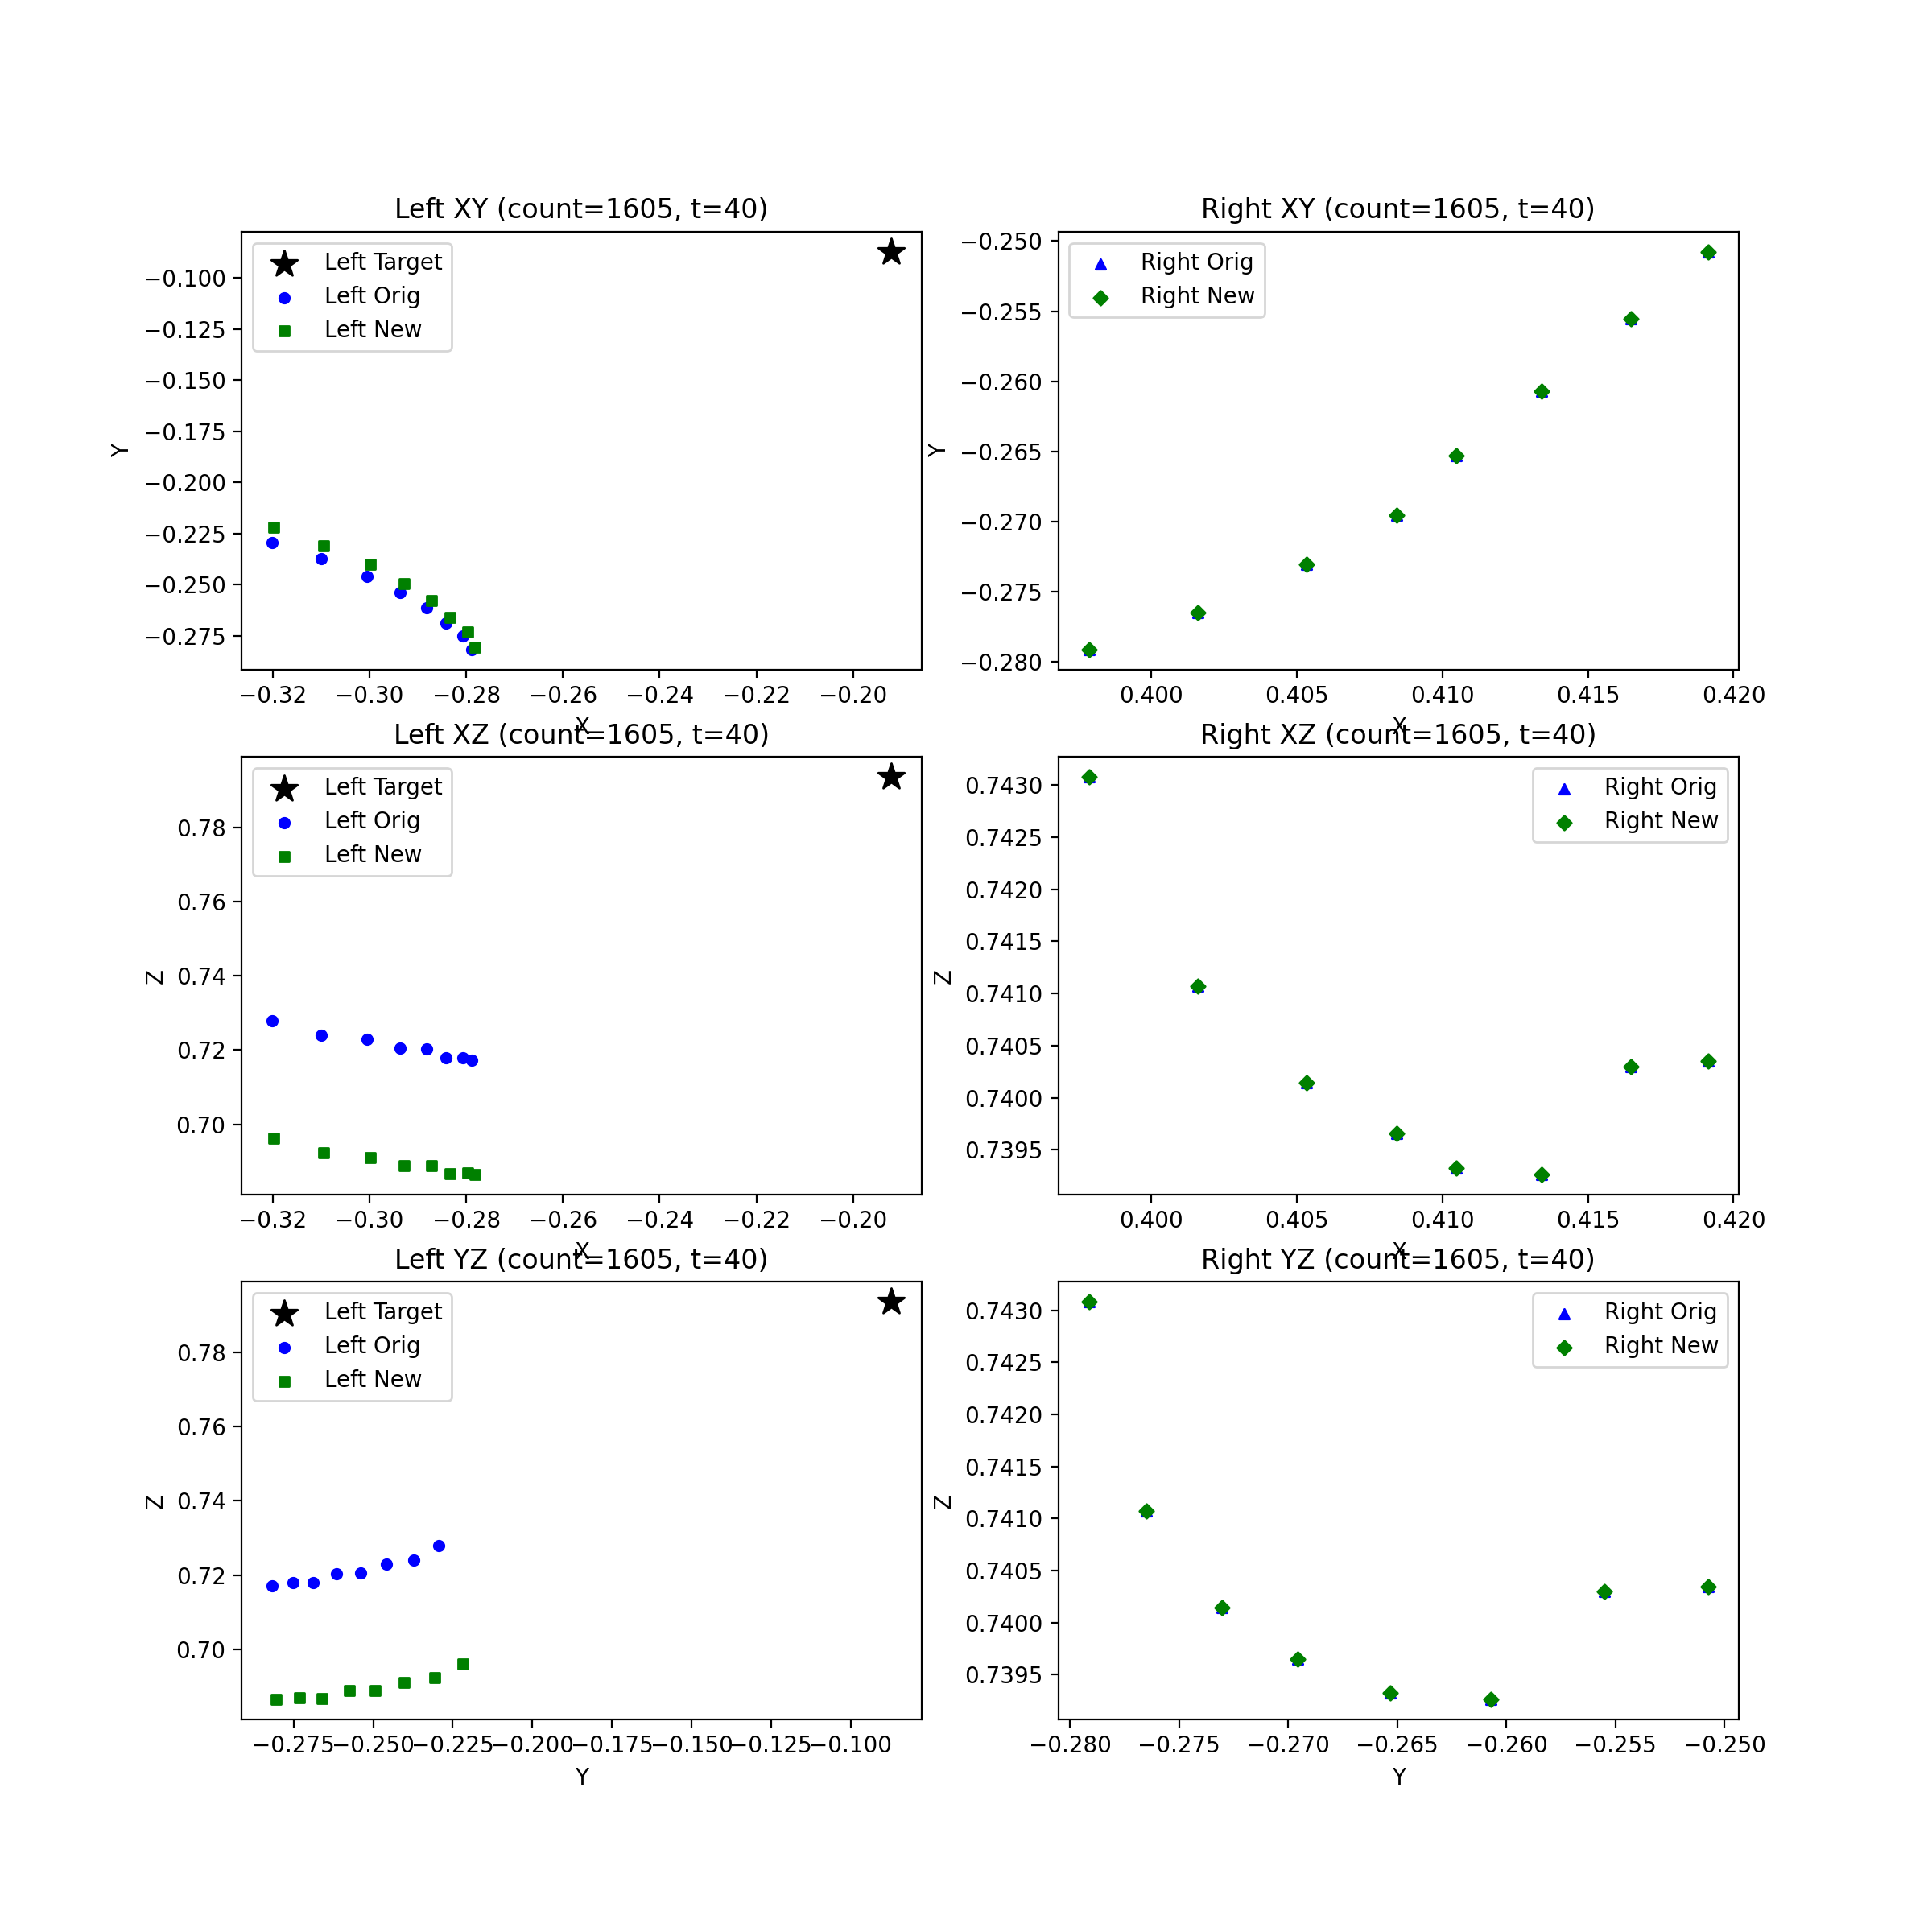 Left XY (count=1605, t=40)
Left Target
Left Orig
Left New
−0.100
−0.125
−0.150
−0.175
−0.200
−0.225
−0.250
−0.275
Y
−0.32 −0.30 −0.28 −0.26 −0.24 −0.22 −0.20
X
Right XY (count=1605, t=40)
Right Orig
Right New
−0.250
−0.255
−0.260
−0.265
−0.270
−0.275
−0.280
Y
0.400 0.405 0.410 0.415 0.420
X
Left XZ (count=1605, t=40)
Left Target
Left Orig
Left New
0.78
0.76
0.74
0.72
0.70
Z
−0.32 −0.30 −0.28 −0.26 −0.24 −0.22 −0.20
X
Right XZ (count=1605, t=40)
Right Orig
Right New
0.7430
0.7425
0.7420
0.7415
0.7410
0.7405
0.7400
0.7395
Z
0.400 0.405 0.410 0.415 0.420
X
Left YZ (count=1605, t=40)
Left Target
Left Orig
Left New
0.78
0.76
0.74
0.72
0.70
Z
−0.275 −0.250 −0.225 −0.200 −0.175 −0.150 −0.125 −0.100
Y
Right YZ (count=1605, t=40)
Right Orig
Right New
0.7430
0.7425
0.7420
0.7415
0.7410
0.7405
0.7400
0.7395
Z
−0.280 −0.275 −0.270 −0.265 −0.260 −0.255 −0.250
Y